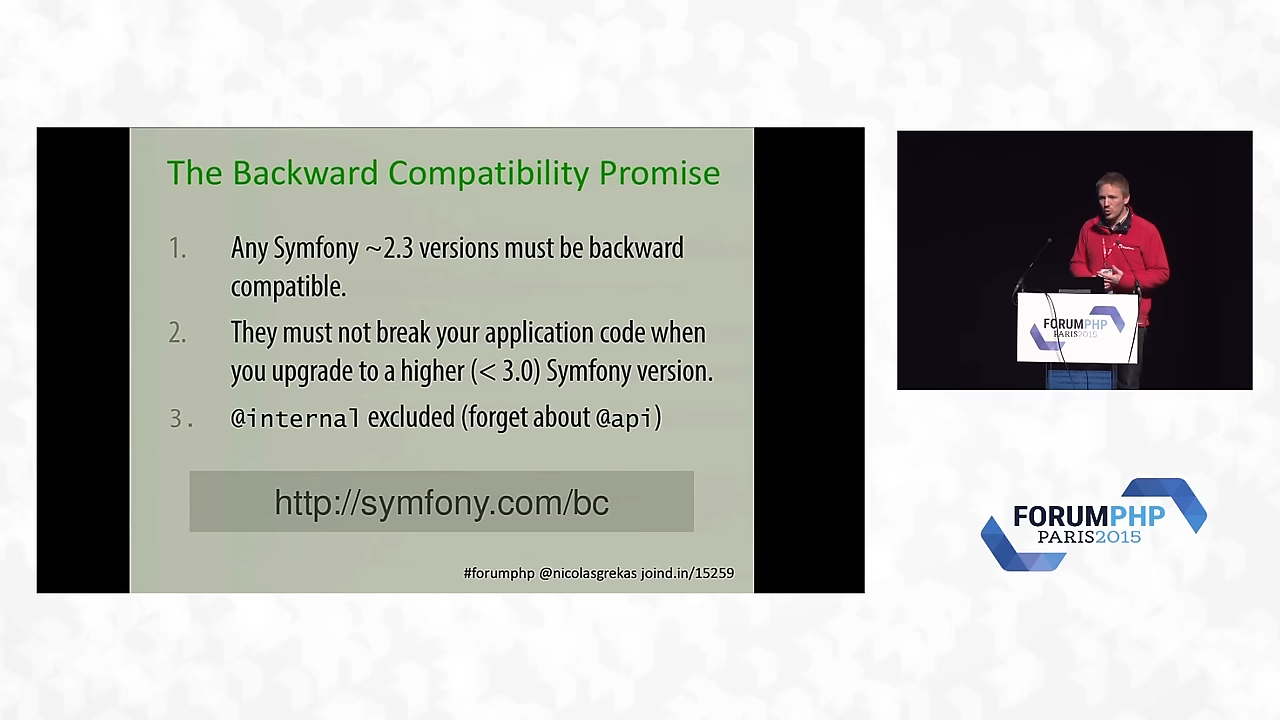 The Backward Compatibility Promise
1. Any Symfony ~2.3 versions must be backward
compatible.
2. They must not break your application code when
you upgrade to a higher (< 3.0) Symfony version.
3. @internal excluded (forget about @api)
http://symfony.com/bc
#forumphp @nicolasgrekas joind.in/15259
FORUMPHP
PARIS2015
FORUMPHP
PARIS2015